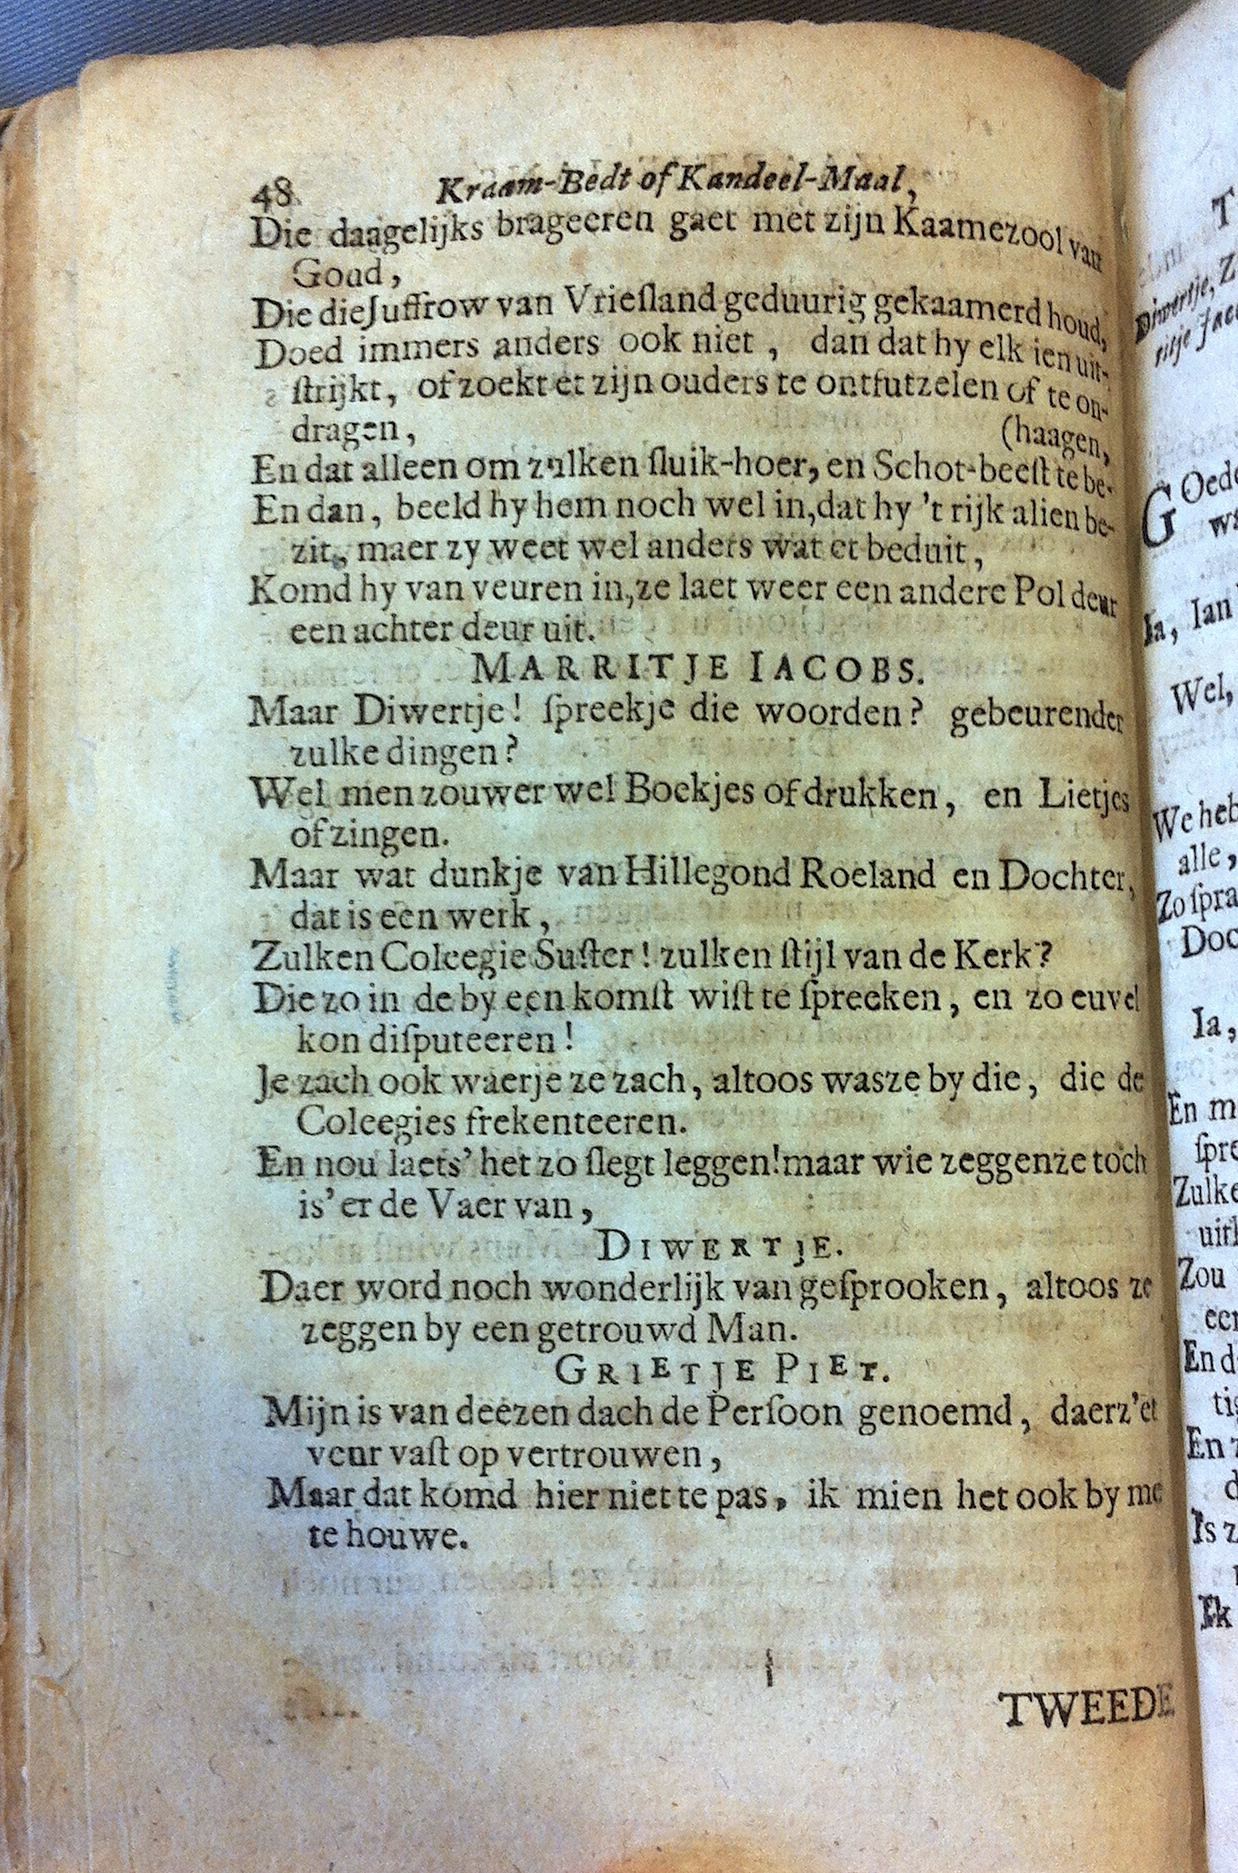 48 Kraam-Bedt of Kandeel-Maal,
Die daagelijks brageeren gaet met zijn Kaamezool van
Goud,
Die die Juffrow van Vrieſland geduurig gekaamerd houd,
Doed immers anders ook niet, dan dat hy elk ien uit-
ſtrijkt, of zoekt et zijn ouders te ontfutzelen of te on-
dragen, (haagen,
En dat alleen om zulken ſluik-hoer, en Schot-beeſt te be-
En dan, beeld hy hem noch wel in, dat hy 't rijk alien be-
zit, maer zy weet wel anders wat et beduit,
Komd hy van veuren in, ze laet weer een andere Pol deur
een achter deur uit.
MARRITJE IACOBS.
Maar Diwertje! ſpreekje die woorden? gebeurender
zulke dingen?
Wel men zouwer wel Boekjes of drukken, en Lietjes
of zingen.
Maar wat dunkje van Hillegond Roeland en Dochter,
dat is een werk,
Zulken Coleegie Suſter! zulken ſtijl van de Kerk?
Die zo in de by een komſt wiſt te ſpreeken, en zo euvel
kon diſputeeren!
Je zach ook waerje ze zach, altoos wasze by die, die de
Coleegies frekenteeren.
En nou laets' het zo ſlegt leggen! maar wie zeggenze toch
is'er de Vaer van,
DIWERTJE.
Daer word noch wonderlijk van geſprooken, altoos ze
zeggen by een getrouwd Man.
GRIETJE PIET.
Mijn is van deezen dach de Perſoon genoemd, daerz'et
veur vaſt op vertrouwen,
Maar dat komd hier niet te pas, ik mien het ook by me
te houwe.
TWEEDE